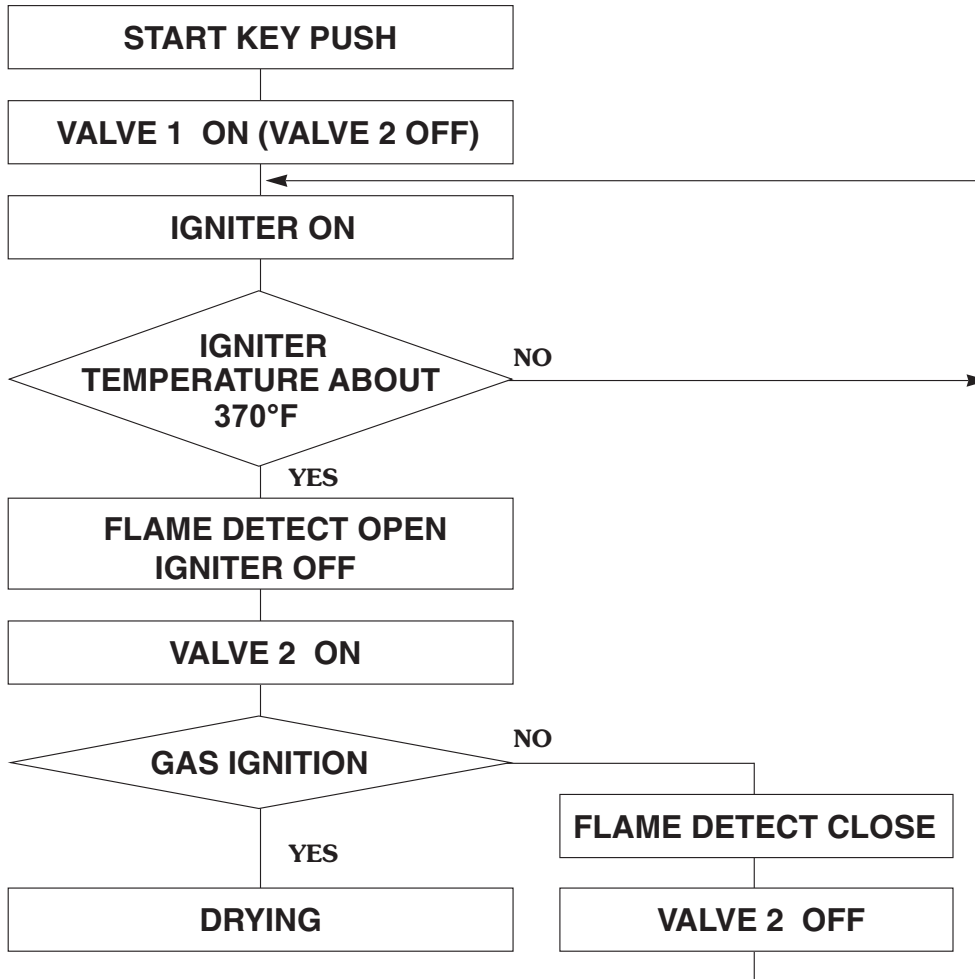 START KEY PUSH
VALVE 1 ON (VALVE 2 OFF)
IGNITER ON
IGNITER
TEMPERATURE ABOUT
370°F
NO
YES
FLAME DETECT OPEN
IGNITER OFF
VALVE 2 ON
GAS IGNITION
NO
FLAME DETECT CLOSE
YES
DRYING
VALVE 2 OFF